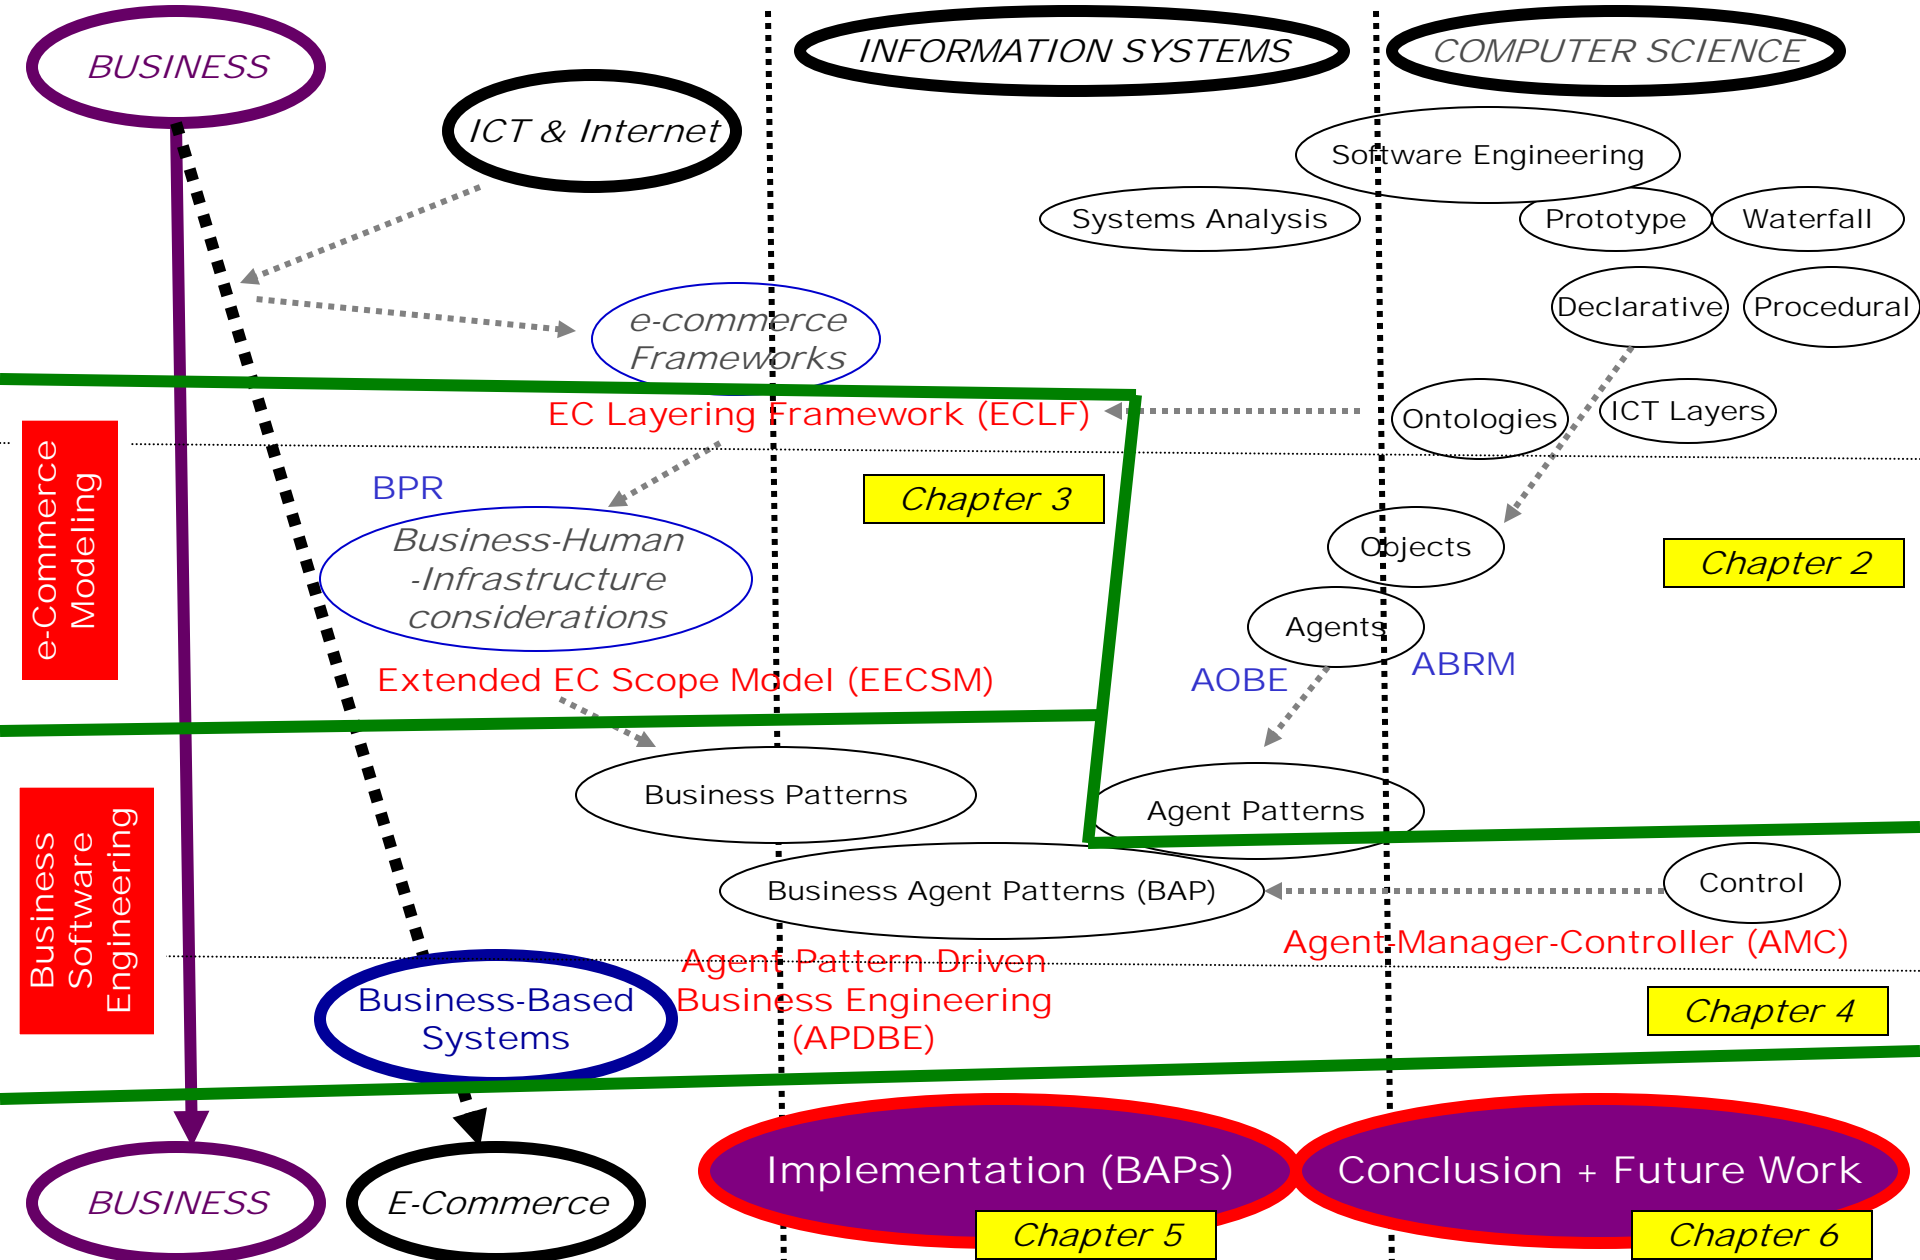 BUSINESS
INFORMATION SYSTEMS
COMPUTER SCIENCE
ICT & Internet
Software Engineering
Systems Analysis
Prototype
Waterfall
Declarative
Procedural
e-commerce
Frameworks
EC Layering Framework (ECLF)
Ontologies
ICT Layers
e-Commerce
Modeling
BPR
Chapter 3
Business-Human
-Infrastructure
considerations
Objects
Chapter 2
Agents
AOBE
ABRM
Extended EC Scope Model (EECSM)
Business Patterns
Agent Patterns
Business
Software
Engineering
Business Agent Patterns (BAP)
Control
Agent-Manager-Controller (AMC)
Agent Pattern Driven
Business Engineering
(APDBE)
Business-Based
Systems
Chapter 4
Implementation (BAPs)
Conclusion + Future Work
BUSINESS
E-Commerce
Chapter 5
Chapter 6